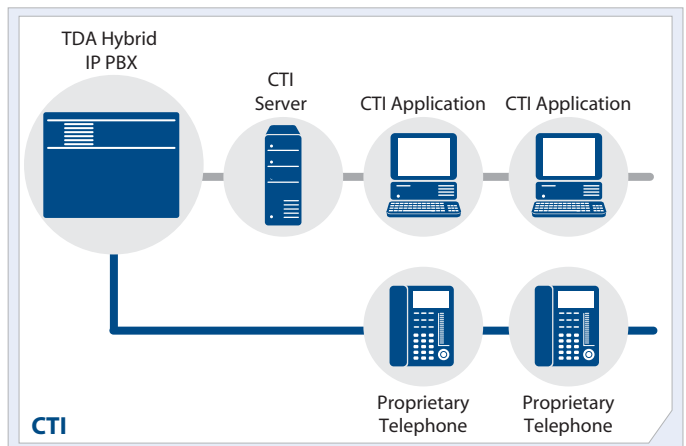 TDA Hybrid
IP PBX
CTI
Server
CTI Application
CTI Application
Proprietary
Telephone
Proprietary
Telephone
CTI